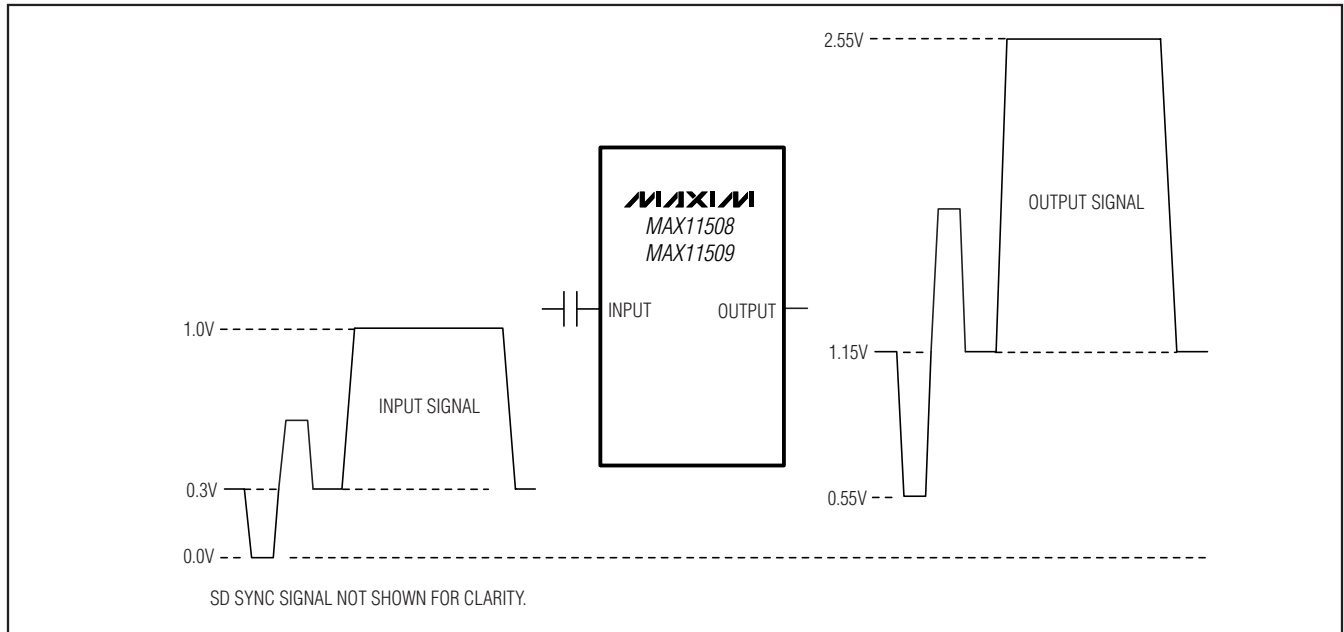 2.55V
MAXIM
MAX11508
MAX11509
OUTPUT SIGNAL
INPUT
OUTPUT
1.0V
1.15V
INPUT SIGNAL
0.3V
0.55V
0.0V
SD SYNC SIGNAL NOT SHOWN FOR CLARITY.